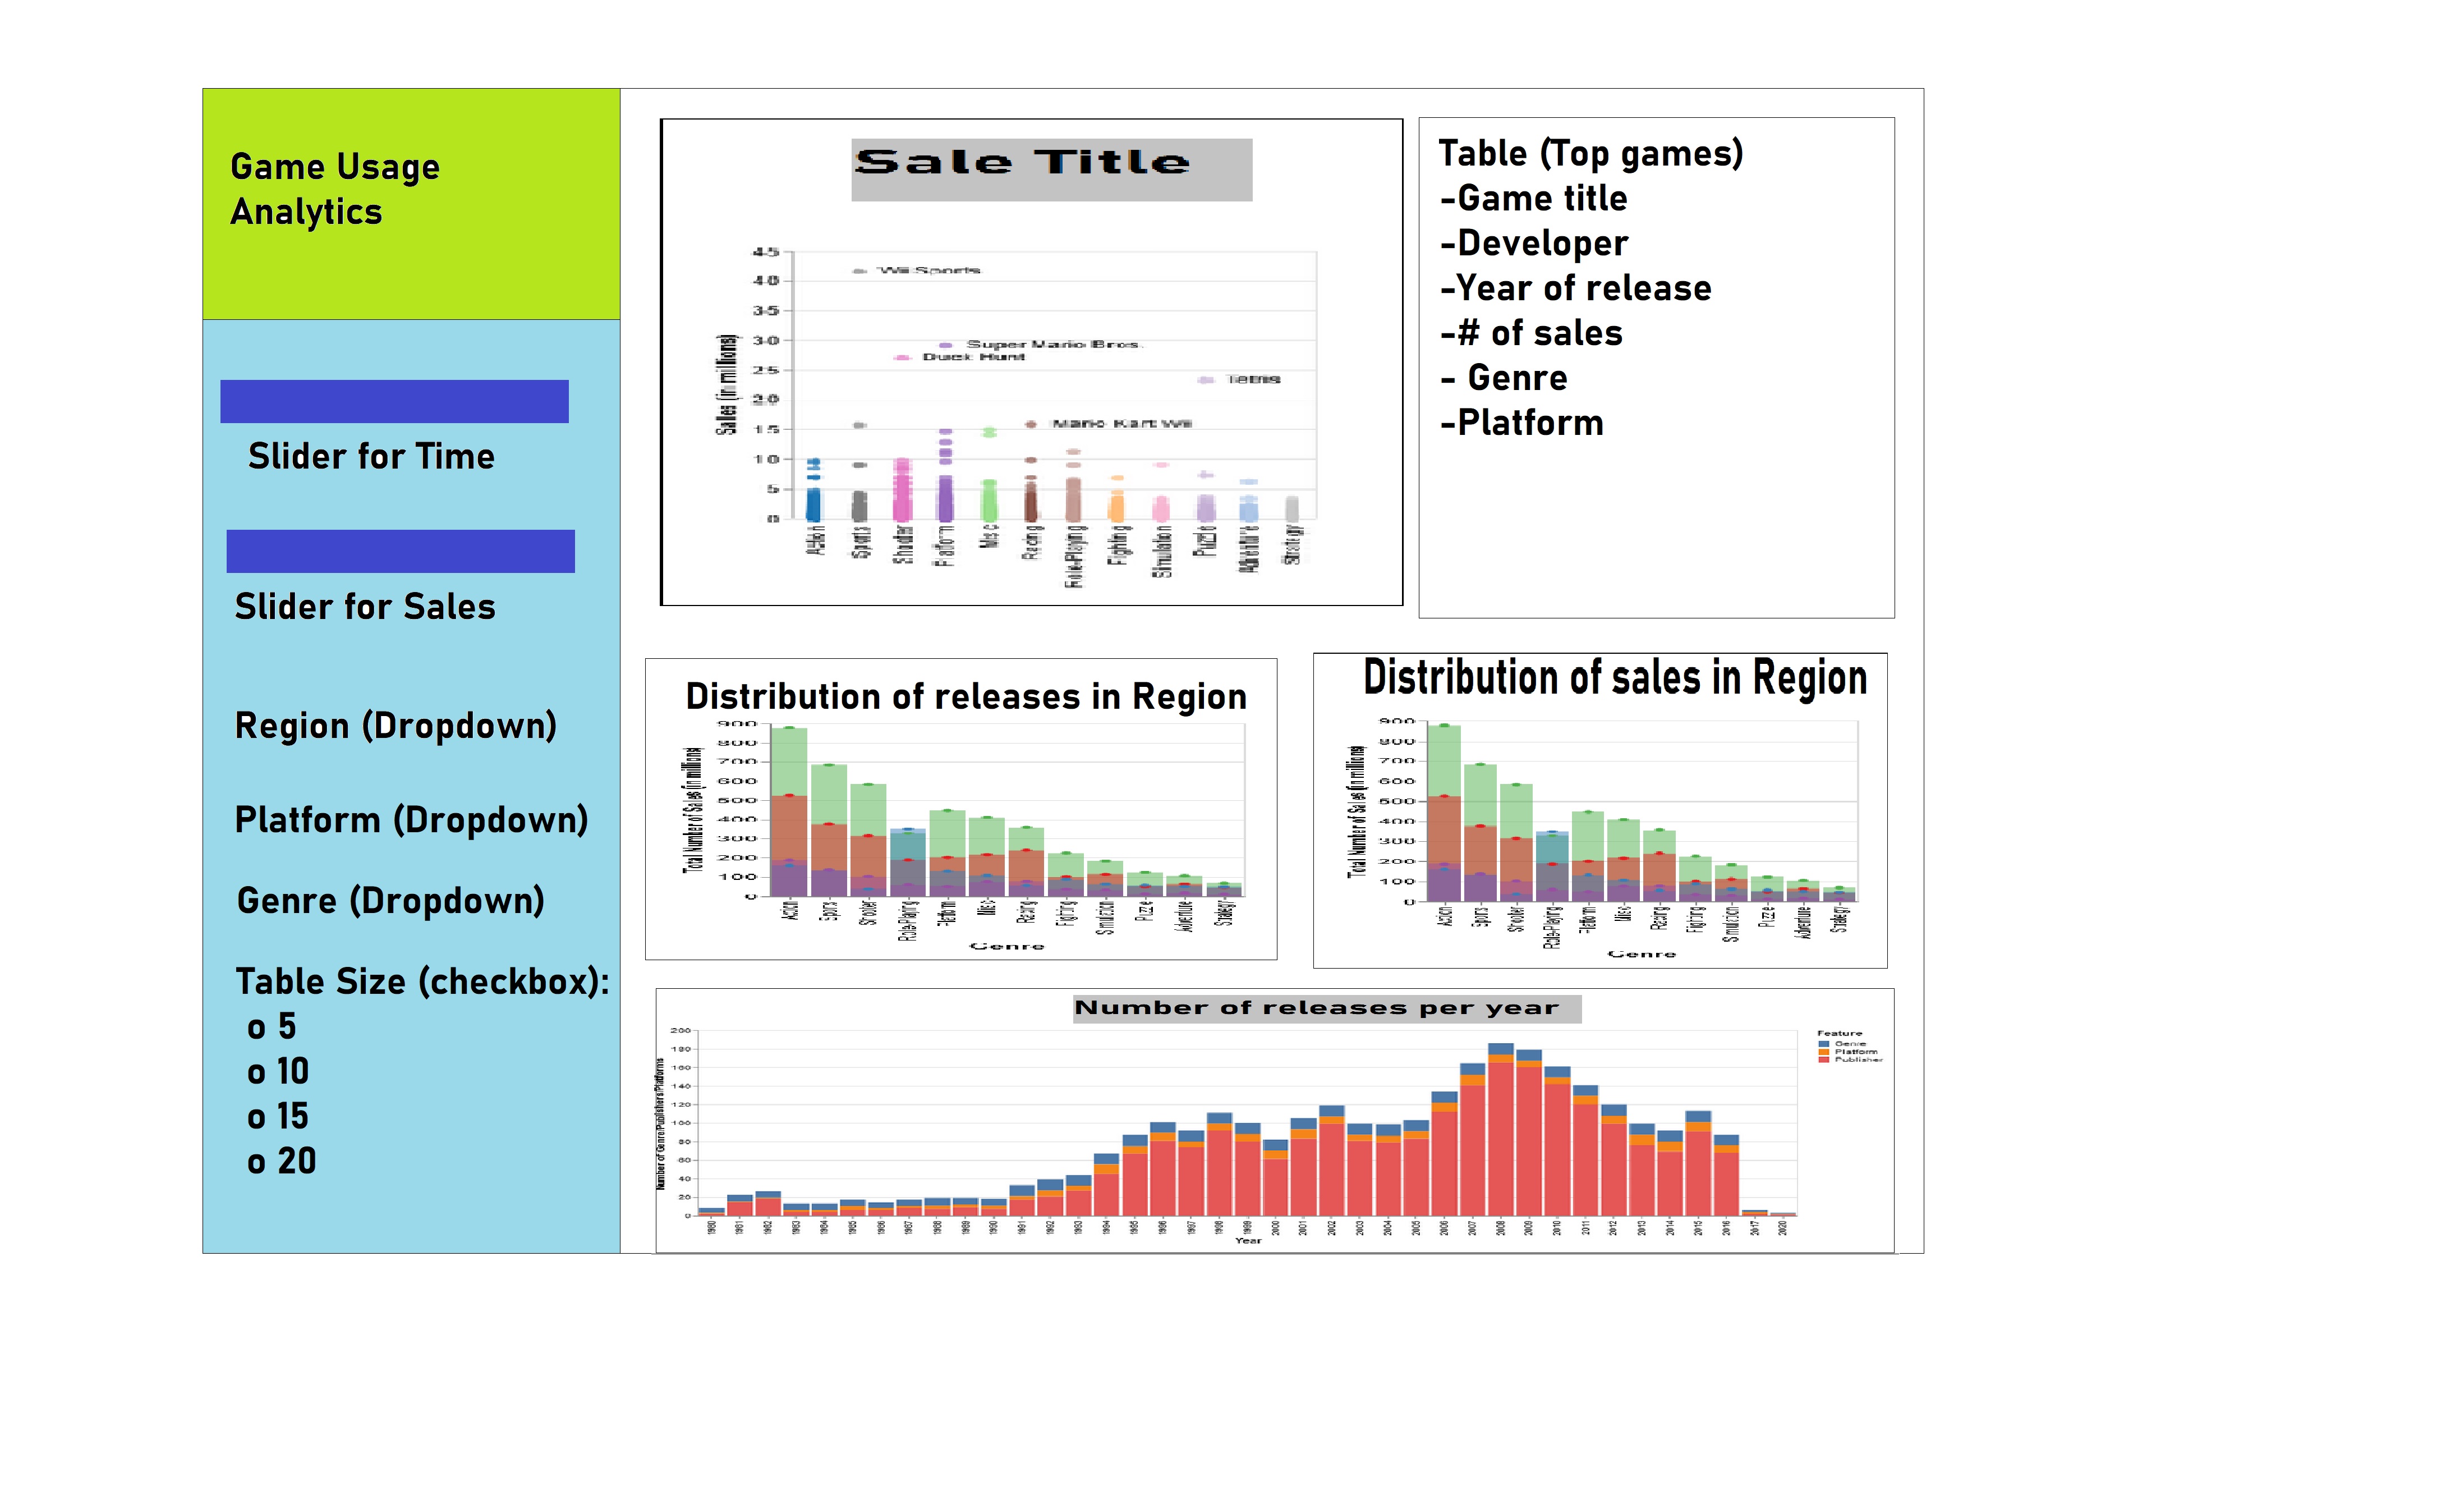 Game Usage
Analytics
Slider for Time
Slider for Sales
Region (Dropdown)
Platform (Dropdown)
Genre (Dropdown)
Table Size (checkbox):
o 5
o 10
o 15
o 20
Sale Title
Sales (in millions)
45
40
35
30
25
20
15
10
5
0
Wii Sports
Super Mario Bros.
Duck Hunt
Tetris
Mario Kart Wii
Action
Sports
Shooter
Platform
Misc
Racing
Role-Playing
Fighting
Simulation
Puzzle
Adventure
Strategy
Table (Top games)
-Game title
-Developer
-Year of release
-# of sales
- Genre
-Platform
Distribution of releases in Region
Total Number of Sales (in millions)
900
800
700
600
500
400
300
200
100
0
Action
Sports
Shooter
Role-Playing
Platform
Misc
Racing
Fighting
Simulation
Puzzle
Adventure
Strategy
Genre
Distribution of sales in Region
Total Number of Sales (in millions)
900
800
700
600
500
400
300
200
100
0
Action
Sports
Shooter
Role-Playing
Platform
Misc
Racing
Fighting
Simulation
Puzzle
Adventure
Strategy
Genre
Number of releases per year
Number of Genre/Publishers/Platforms
200
180
160
140
120
100
80
60
40
20
0
1980
1981
1982
1983
1984
1985
1986
1987
1988
1989
1990
1991
1992
1993
1994
1995
1996
1997
1998
1999
2000
2001
2002
2003
2004
2005
2006
2007
2008
2009
2010
2011
2012
2013
2014
2015
2016
2017
2020
Year
Feature
Genre
Platform
Publisher